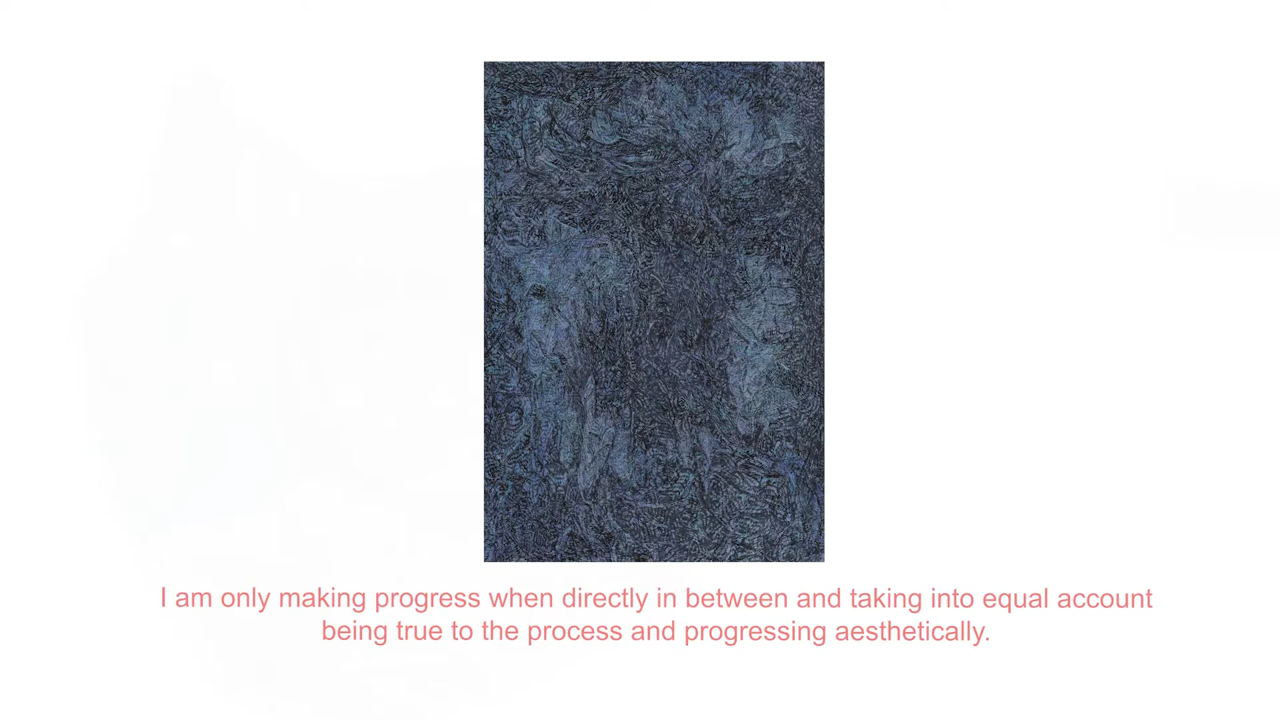 I am only making progress when directly in between and taking into equal account
being true to the process and progressing aesthetically.